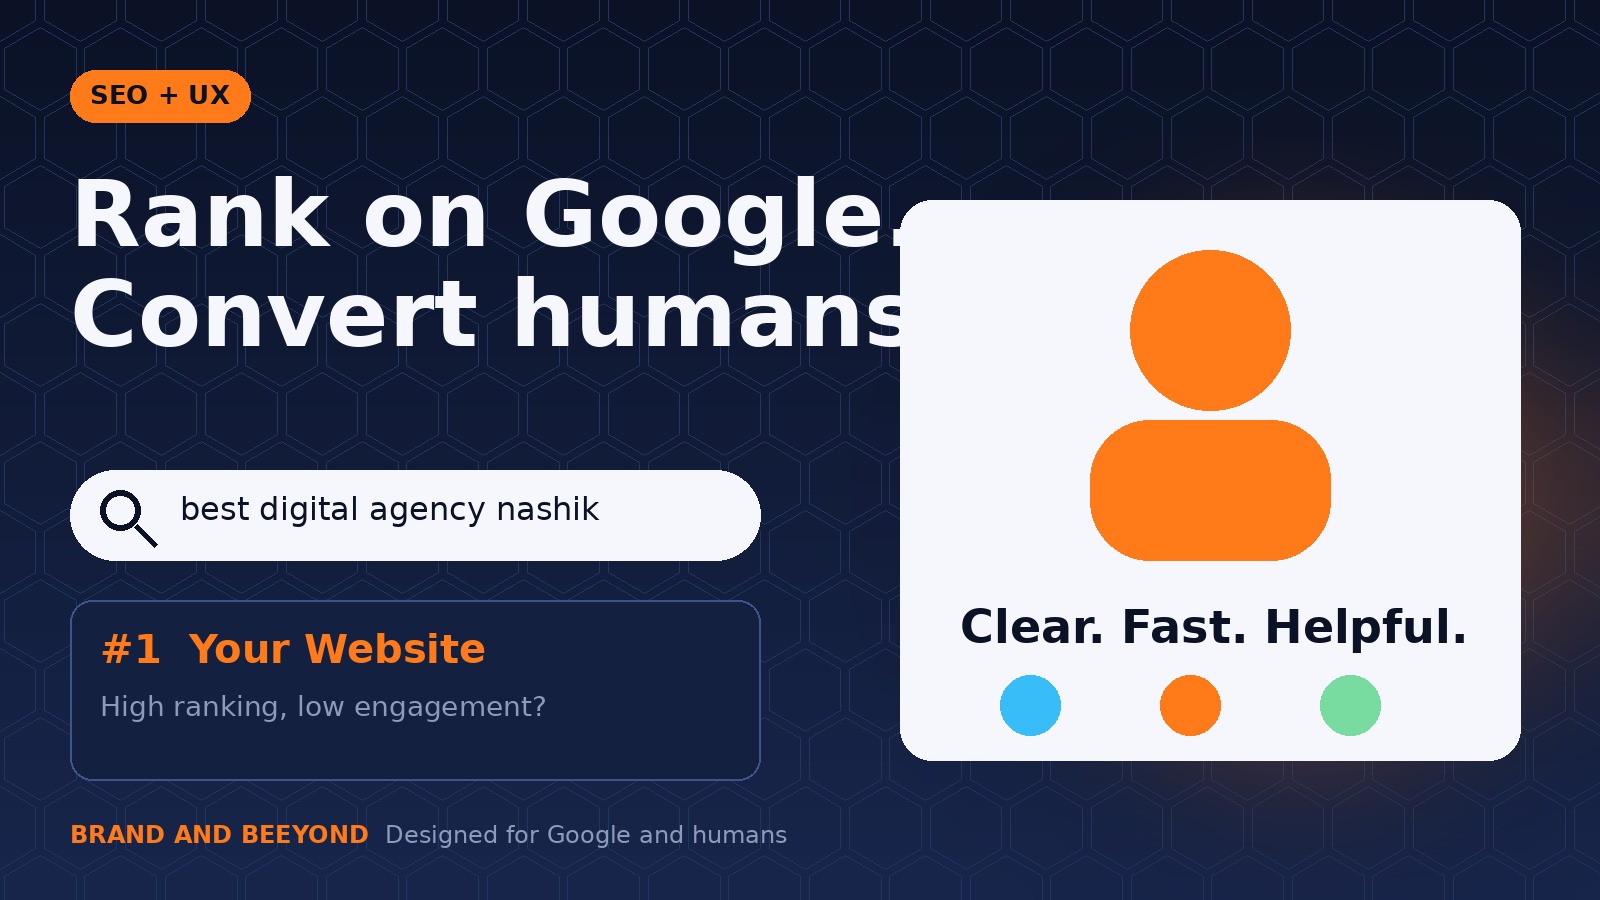 SEO + UX
Rank on Google.
Convert humans
best digital agency nashik
#1 Your Website
High ranking, low engagement?
Clear. Fast. Helpful.
BRAND AND BEEYOND Designed for Google and humans